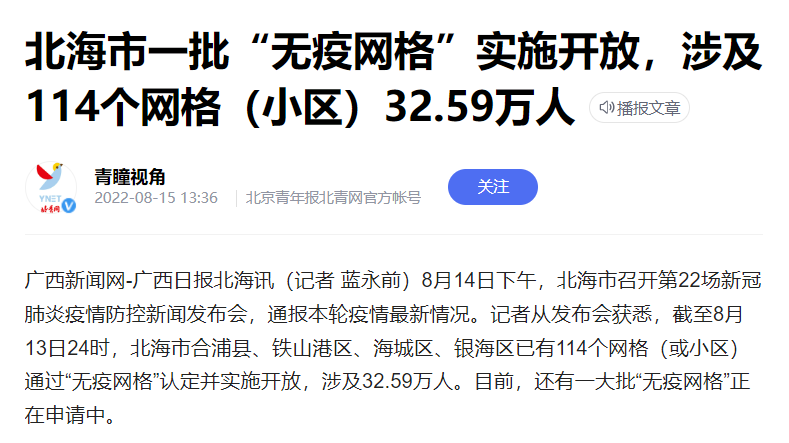 北海市一批“无疫网格”实施开放，涉及
114个网格（小区）32.59万人 播报文章
青瞳视角
2022-08-15 13:36 北京青年报北青网官方帐号
关注
YNET
北青网
广西新闻网-广西日报北海讯（记者 蓝永前）8月14日下午，北海市召开第22场新冠
肺炎疫情防控新闻发布会，通报本轮疫情最新情况。记者从发布会获悉，截至8月
13日24时，北海市合浦县、铁山港区、海城区、银海区已有114个网格（或小区）
通过“无疫网格”认定并实施开放，涉及32.59万人。目前，还有一大批“无疫网格”正
在申请中。